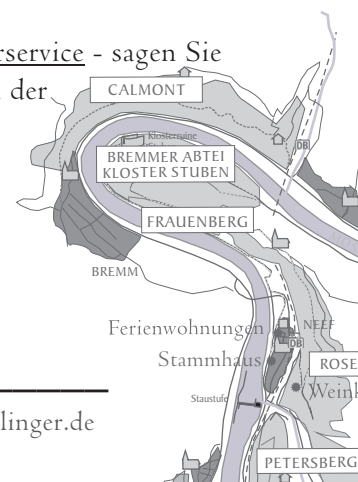 rservice - sagen Sie
der
CALMONT
Klosterruine
DB
BREMMER ABTEI
KLOSTER STUBEN
FRAUENBERG
BREMM
Ferienwohnungen
NEEF
DB
Stammhaus
ROSE
Staustufe
Weink
linger.de
PETERSBERG